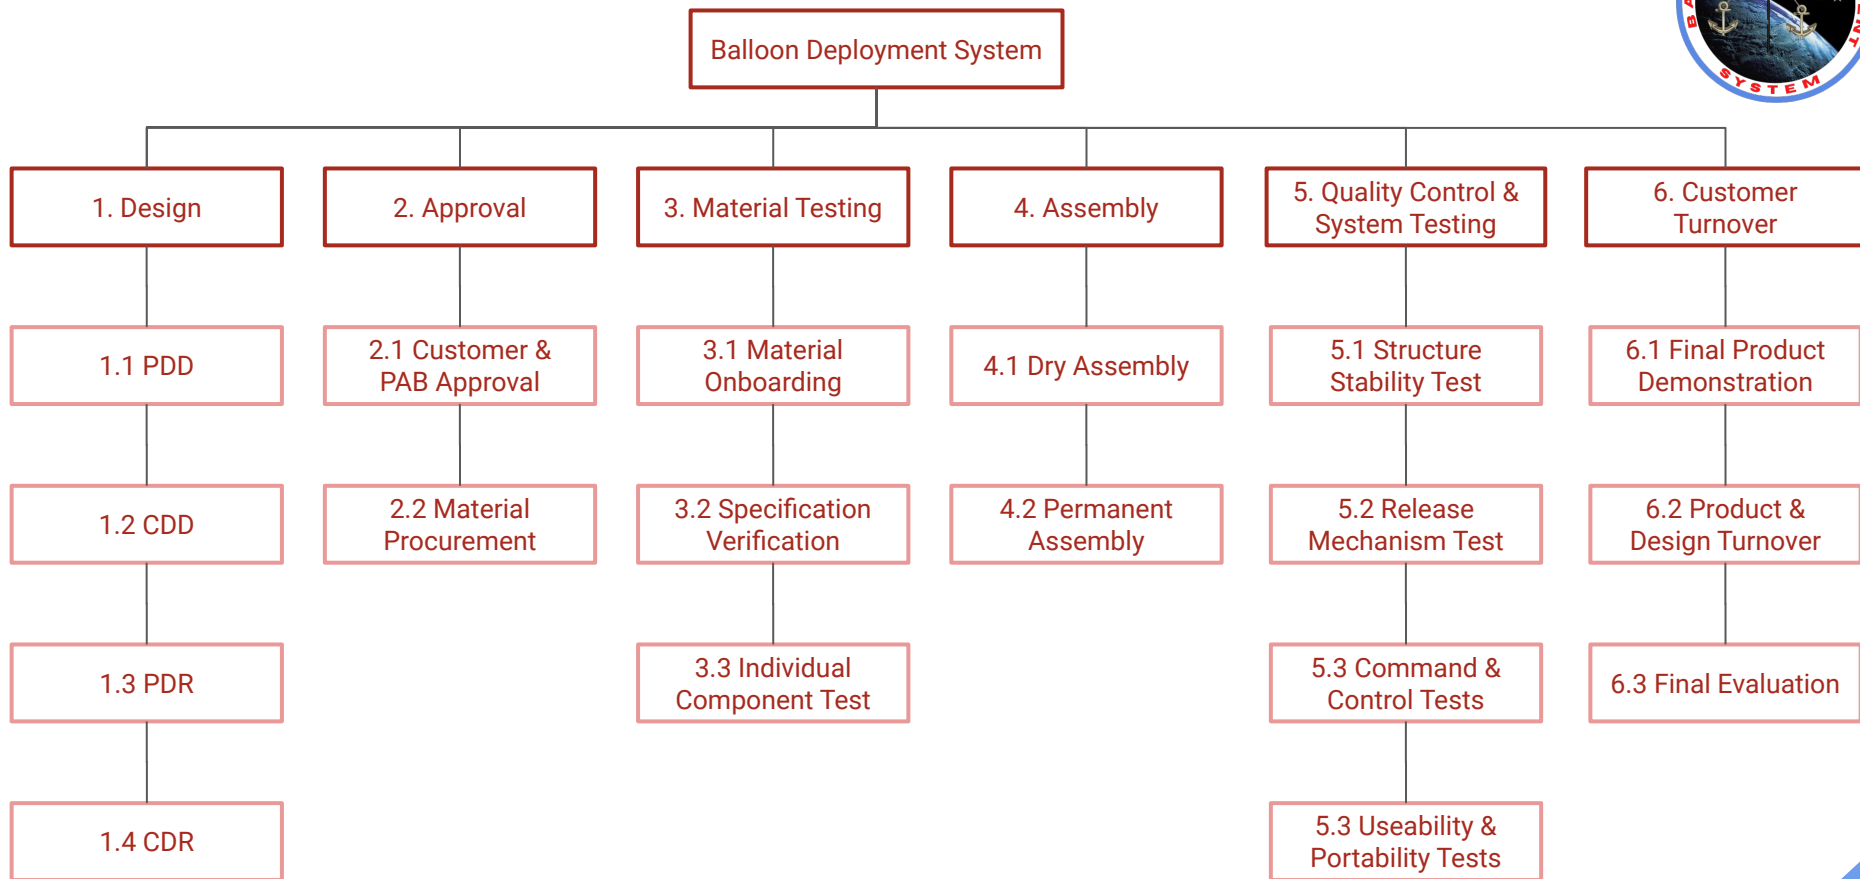 Balloon Deployment System
SYSTEM
1. Design
2. Approval
3. Material Testing
4. Assembly
5. Quality Control &
System Testing
6. Customer
Turnover
1.1 PDD
2.1 Customer &
PAB Approval
3.1 Material
Onboarding
4.1 Dry Assembly
5.1 Structure
Stability Test
6.1 Final Product
Demonstration
1.2 CDD
2.2 Material
Procurement
3.2 Specification
Verification
4.2 Permanent
Assembly
5.2 Release
Mechanism Test
6.2 Product &
Design Turnover
1.3 PDR
3.3 Individual
Component Test
5.3 Command &
Control Tests
6.3 Final Evaluation
1.4 CDR
5.3 Useability &
Portability Tests